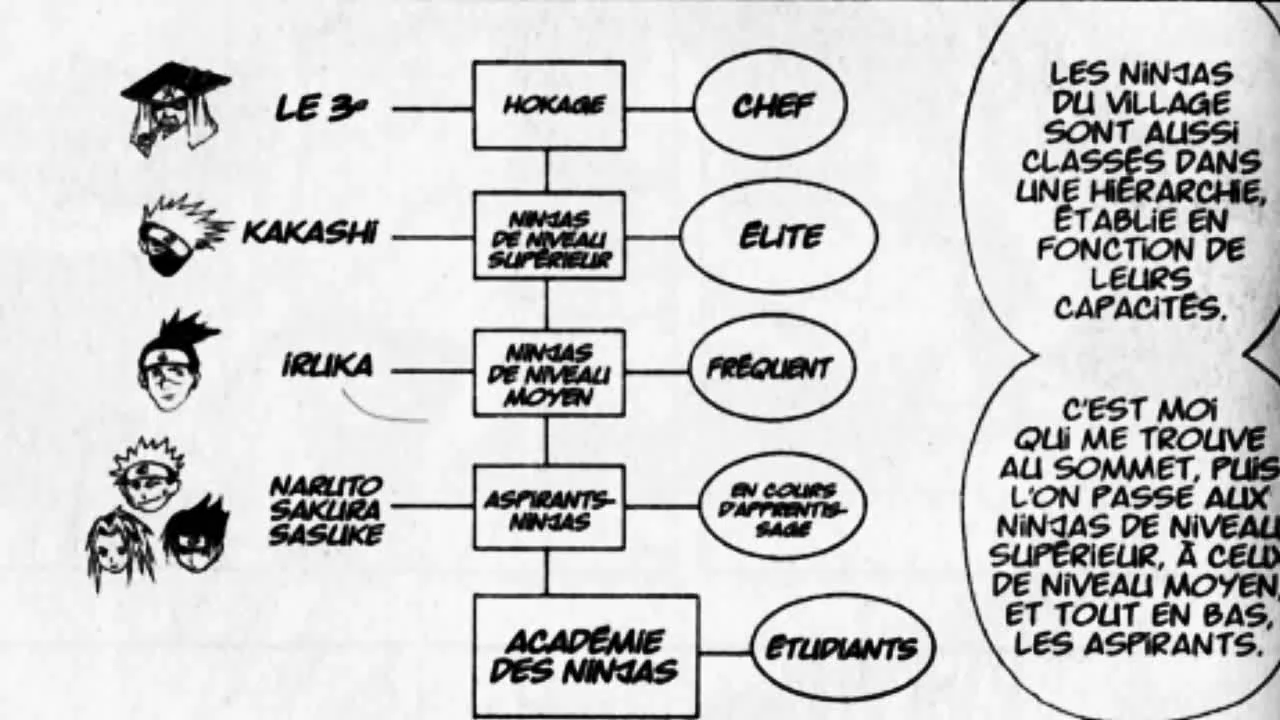 LE 3e
HOKAGE
CHEF
KAKASHI
NINJAS
DE NIVEAU
SUPÉRIEUR
ÉLITE
IRUKA
NINJAS
DE NIVEAU
MOYEN
FRÉQUENT
NARUTO
SAKURA
SASUKE
ASPIRANTS-
NINJAS
EN COURS
D'APPRENTIS-
SAGE
ACADÉMIE
DES NINJAS
ÉTUDIANTS
LES NINJAS
DU VILLAGE
SONT AUSSI
CLASSÉS DANS
UNE HIÉRARCHIE,
ÉTABLIE EN
FONCTION DE
LEURS
CAPACITÉS.
C'EST MOI
QUI ME TROUVE
AU SOMMET, PUIS
L'ON PASSE AUX
NINJAS DE NIVEAU
SUPÉRIEUR, À CEUX
DE NIVEAU MOYEN,
ET TOUT EN BAS,
LES ASPIRANTS.